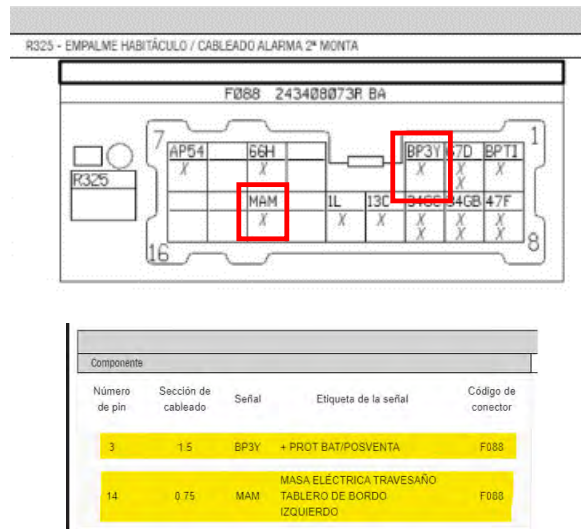 R325 - EMPALME HABITÁCULO / CABLEADO ALARMA 2ª MONTA
F088 243408073R BA
7 AP54 66H BP3Y 67D BPT1 1
X X X X X
X
R325
MAM 1L 13C 34GB 47F
X X X X X X
X X X
16 8
Componente
Número de pin Sección de cableado Señal Etiqueta de la señal Código de conector
3 1.5 BP3Y + PROT BAT/POSVENTA F088
14 0.75 MAM MASA ELÉCTRICA TRAVESAÑO
TABLERO DE BORDO
IZQUIERDO F088